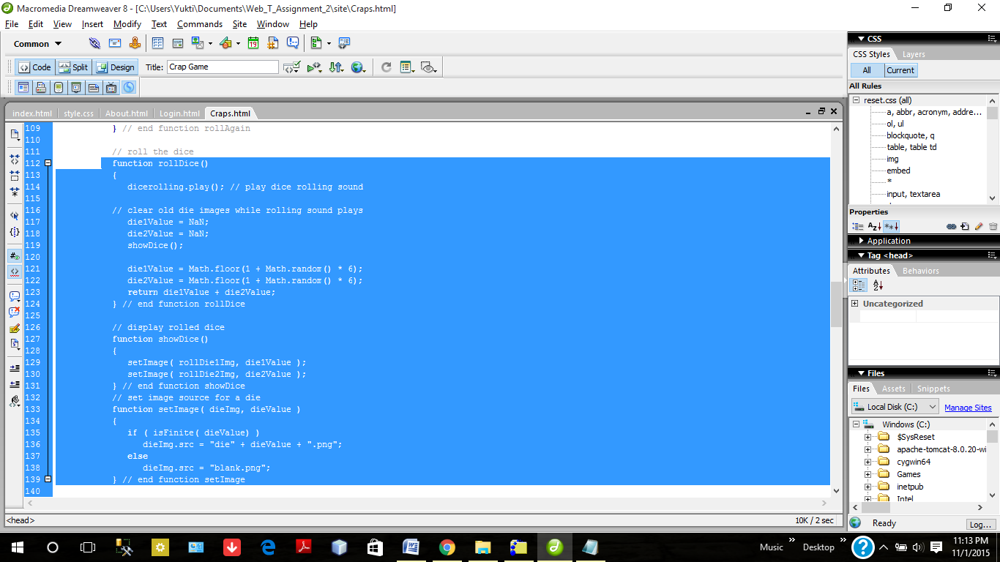 Macromedia Dreamweaver 8 - [C:\Users\Yukti\Documents\Web_T_Assignment_2\site\Craps.html]
File Edit View Insert Modify Text Commands Site Window Help
Common
Code Split Design Title: Crap Game
index.html style.css About.html Login.html Craps.html
109 } // end function rollAgain
110
111 // roll the dice
112 function rollDice()
113 {
114 dicerolling.play(); // play dice rolling sound
115
116 // clear old die images while rolling sound plays
117 die1Value = NaN;
118 die2Value = NaN;
119 showDice();
120
121 die1Value = Math.floor(1 + Math.random() * 6);
122 die2Value = Math.floor(1 + Math.random() * 6);
123 return die1Value + die2Value;
124 } // end function rollDice
125
126 // display rolled dice
127 function showDice()
128 {
129 setImage( rollDie1Img, die1Value );
130 setImage( rollDie2Img, die2Value );
131 } // end function showDice
132 // set image source for a die
133 function setImage( dieImg, dieValue )
134 {
135 if ( isFinite( dieValue) )
136 dieImg.src = "die" + dieValue + ".png";
137 else
138 dieImg.src = "blank.png";
139 } // end function setImage
140
<head>
10K / 2 sec
CSS
CSS Styles Layers
All Current
All Rules
reset.css (all)
a, abbr, acronym, addre...
ol, ul
blockquote, q
table, table td
img
embed
*
input, textarea
Properties
Application
Tag <head>
Attributes Behaviors
Uncategorized
Files
Files Assets Snippets
Local Disk (C:) Manage Sites
Windows (C:)
$SysReset
apache-tomcat-8.0.20-wi
cygwin64
Games
inetpub
Intel
Ready Log...
Music Desktop
11:13 PM
11/1/2015